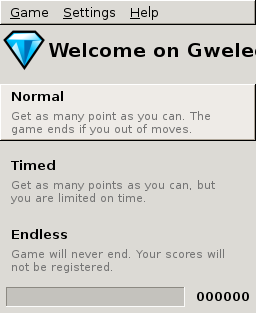 Game Settings Help
Welcome on Gwele
Normal
Get as many point as you can. The
game ends if you out of moves.
Timed
Get as many points as you can, but
you are limited on time.
Endless
Game will never end. Your scores will
not be registered.
000000